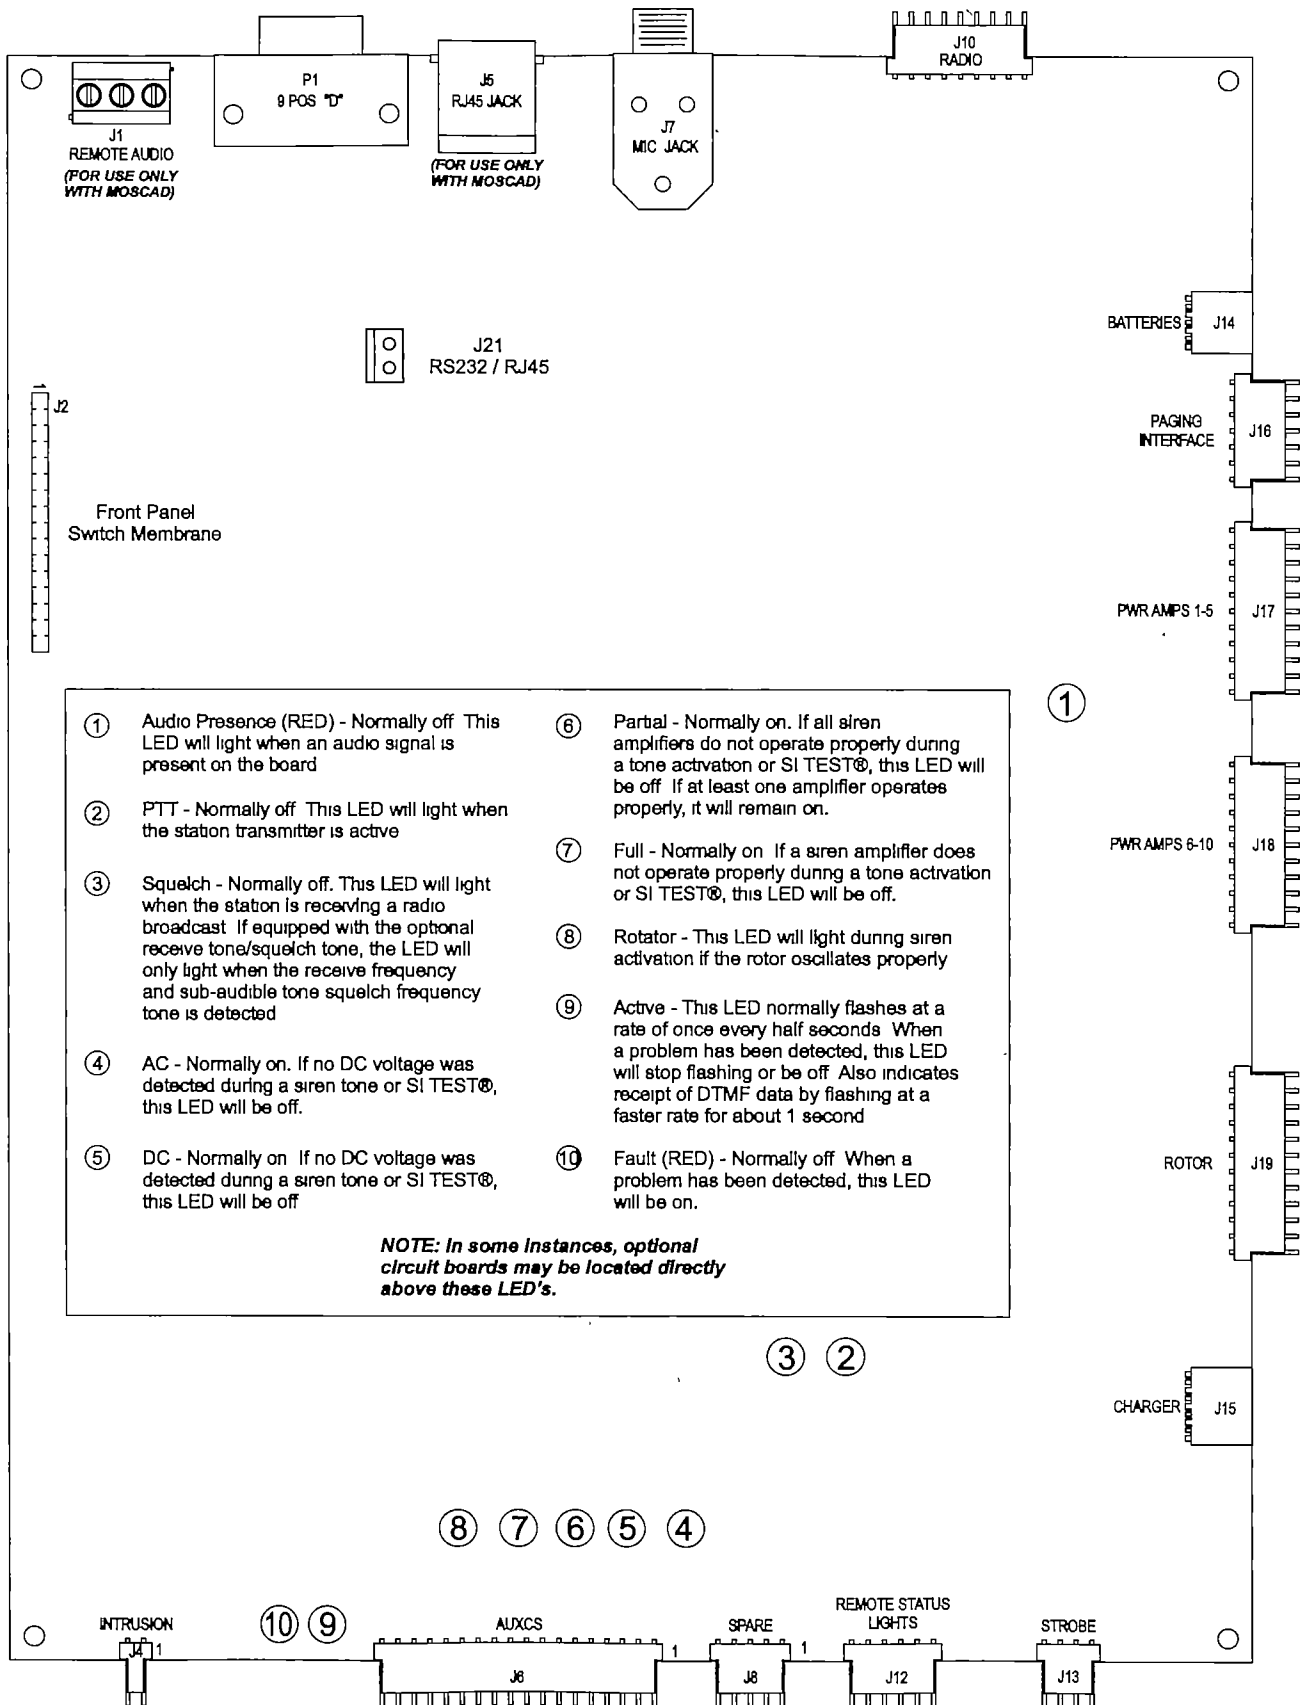 J10
RADIO
P1
9 POS "D"
J5
RJ45 JACK
J7
MIC JACK
J1
REMOTE AUDIO
(FOR USE ONLY
WITH MOSCAD)
(FOR USE ONLY
WITH MOSCAD)
BATTERIES
J14
J21
RS232 / RJ45
1
J2
PAGING
INTERFACE
J16
Front Panel
Switch Membrane
PWR AMPS 1-5
J17
1
1 Audio Presence (RED) - Normally off This
LED will light when an audio signal is
present on the board
2 PTT - Normally off This LED will light when
the station transmitter is active
3 Squelch - Normally off. This LED will light
when the station is receiving a radio
broadcast If equipped with the optional
receive tone/squelch tone, the LED will
only light when the receive frequency
and sub-audible tone squelch frequency
tone is detected
4 AC - Normally on. If no DC voltage was
detected during a siren tone or SI TEST®,
this LED will be off.
5 DC - Normally on If no DC voltage was
detected during a siren tone or SI TEST®,
this LED will be off
6 Partial - Normally on. If all siren
amplifiers do not operate properly during
a tone activation or SI TEST®, this LED will
be off If at least one amplifier operates
properly, it will remain on.
7 Full - Normally on If a siren amplifier does
not operate properly during a tone activation
or SI TEST®, this LED will be off.
8 Rotator - This LED will light during siren
activation if the rotor oscillates properly
9 Active - This LED normally flashes at a
rate of once every half seconds When
a problem has been detected, this LED
will stop flashing or be off Also indicates
receipt of DTMF data by flashing at a
faster rate for about 1 second
10 Fault (RED) - Normally off When a
problem has been detected, this LED
will be on.
NOTE: In some instances, optional
circuit boards may be located directly
above these LED's.
PWR AMPS 6-10
J18
ROTOR
J19
3 2
CHARGER
J15
8 7 6 5 4
INTRUSION
J4
1
10 9
AUXCS
J6
1
SPARE
J8
1
REMOTE STATUS
LIGHTS
J12
STROBE
J13